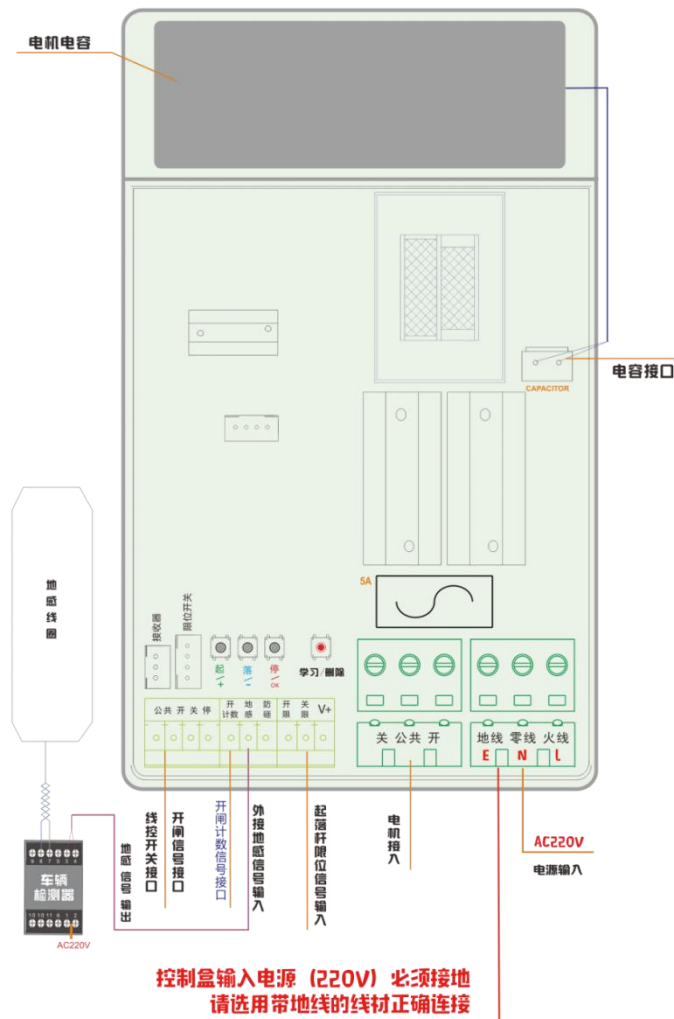 电机电容
电容接口
CAPACITOR
5A
地感线圈
接收器
限位开关
起/+
落/-
停/OK
学习/删除
公共 开 关 停
开计数
地感
防砸
开限
关限
V+
关 公共 开
地线 零线 火线
E N L
线控开关接口
开闸信号接口
开闸计数信号接口
外接地感信号输入
起落杆限位信号输入
电机接入
AC220V
电源输入
地感 信号 输出
车辆
检测器
10 10 11 6 1 2
AC220V
控制盒输入电源（220V）必须接地
请选用带地线的线材正确连接